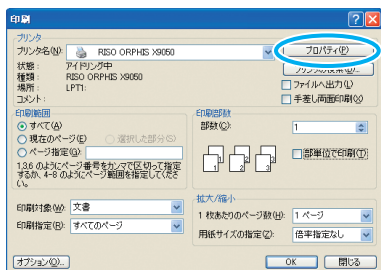 印刷
プリンタ
プリンタ名(N): RISO ORPHIS X9050 プロパティ(P)
状態: アイドリング中
種類: RISO ORPHIS X9050
場所: LPT1:
コメント:
プリンタの検索(D)...
ファイルへ出力(L)
手差し両面印刷(X)
印刷範囲
すべて(A)
現在のページ(E) 選択した部分(S)
ページ指定(G):
1,3,6 のようにページ番号をカンマで区切って指定
するか、4-8 のようにページ範囲を指定してくださ
い。
印刷部数
部数(C): 1
1 1 2 2 3 3
部単位で印刷(T)
印刷対象(W): 文書
印刷指定(R): すべてのページ
拡大/縮小
1 枚あたりのページ数(H): 1 ページ
用紙サイズの指定(Z): 倍率指定なし
オプション(O)... OK 閉じる